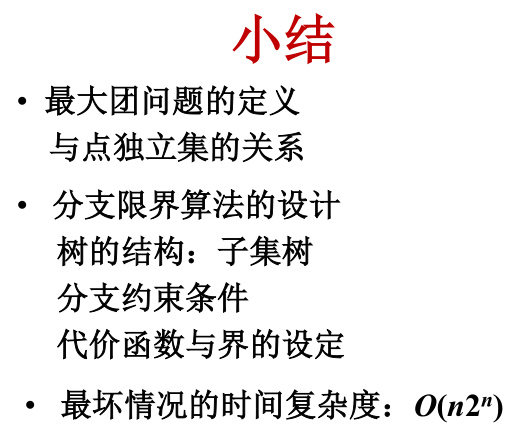 小结
• 最大团问题的定义
与点独立集的关系
• 分支限界算法的设计
树的结构：子集树
分支约束条件
代价函数与界的设定
• 最坏情况的时间复杂度：O(n2ⁿ)